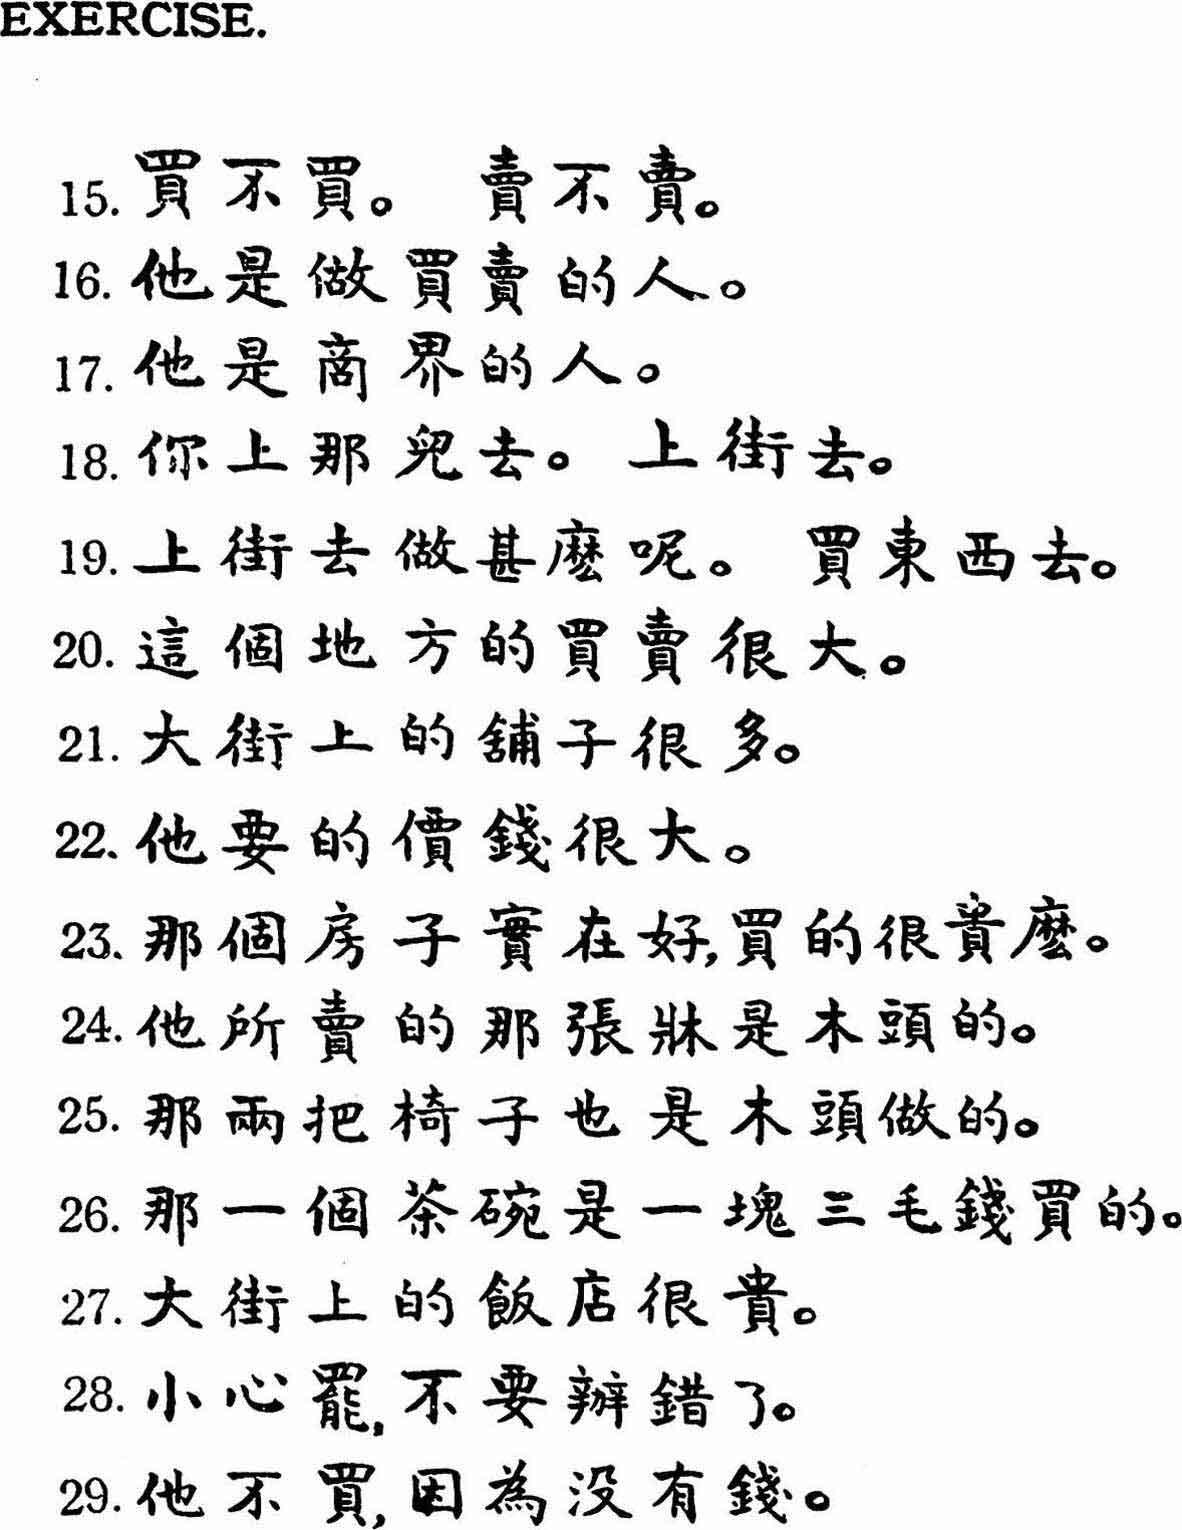 EXERCISE.
15. 買不買。 賣不賣。
16. 他是做買賣的人。
17. 他是商界的人。
18. 你上那兒去。 上街去。
19. 上街去做甚麽呢。 買東西去。
20. 這個地方的買賣很大。
21. 大街上的舖子很多。
22. 他要的價錢很大。
23. 那個房子實在好,買的很貴麽。
24. 他所賣的那張牀是木頭的。
25. 那兩把椅子也是木頭做的。
26. 那一個茶碗是一塊三毛錢買的。
27. 大街上的飯店很貴。
28. 小心罷,不要辦錯了。
29. 他不買,因為没有錢。